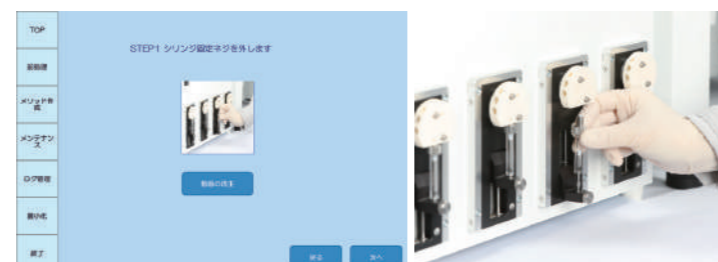 TOP
STEP1 シリンジ固定ネジを外します
前処理
メソッド作
成
メンテナン
ス
動画の再生
ログ管理
最小化
終了
戻る
次へ